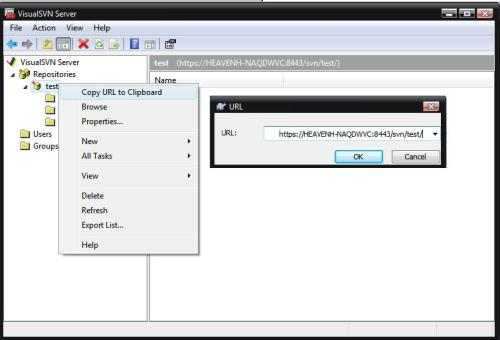 VisualSVN Server
File Action View Help
VisualSVN Server
test (https://HEAVENH-NAQDWVC:8443/svn/test/)
Repositories
Name
test
Copy URL to Clipboard
Browse
Properties...
New
All Tasks
View
Delete
Refresh
Export List...
Help
Users
Groups
URL
URL:
https://HEAVENH-NAQDWVC:8443/svn/test/
OK
Cancel